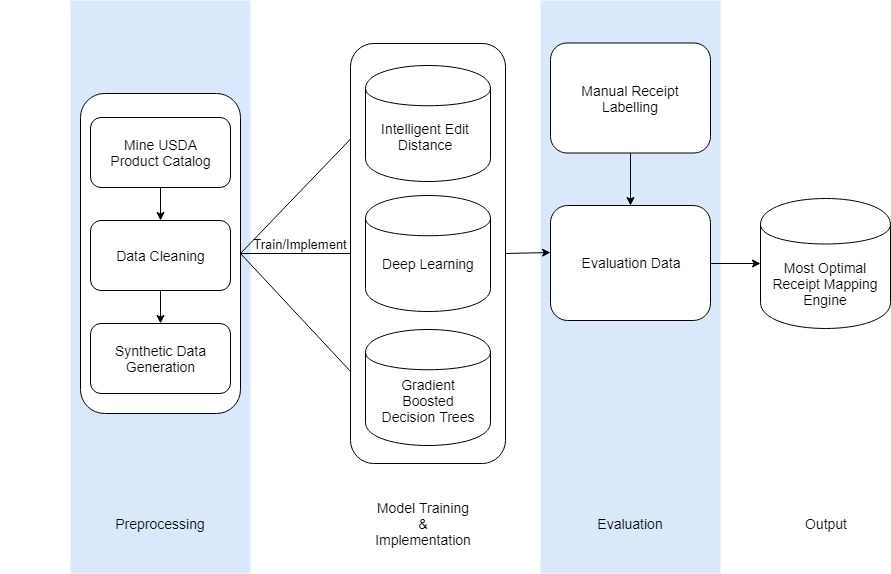 Mine USDA
Product Catalog
Data Cleaning
Synthetic Data
Generation
Train/Implement
Intelligent Edit
Distance
Deep Learning
Gradient
Boosted
Decision Trees
Manual Receipt
Labelling
Evaluation Data
Most Optimal
Receipt Mapping
Engine
Preprocessing
Model Training
&
Implementation
Evaluation
Output